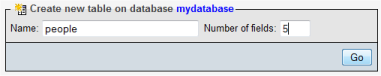 Create new table on database mydatabase
Name: people Number of fields: 5
Go